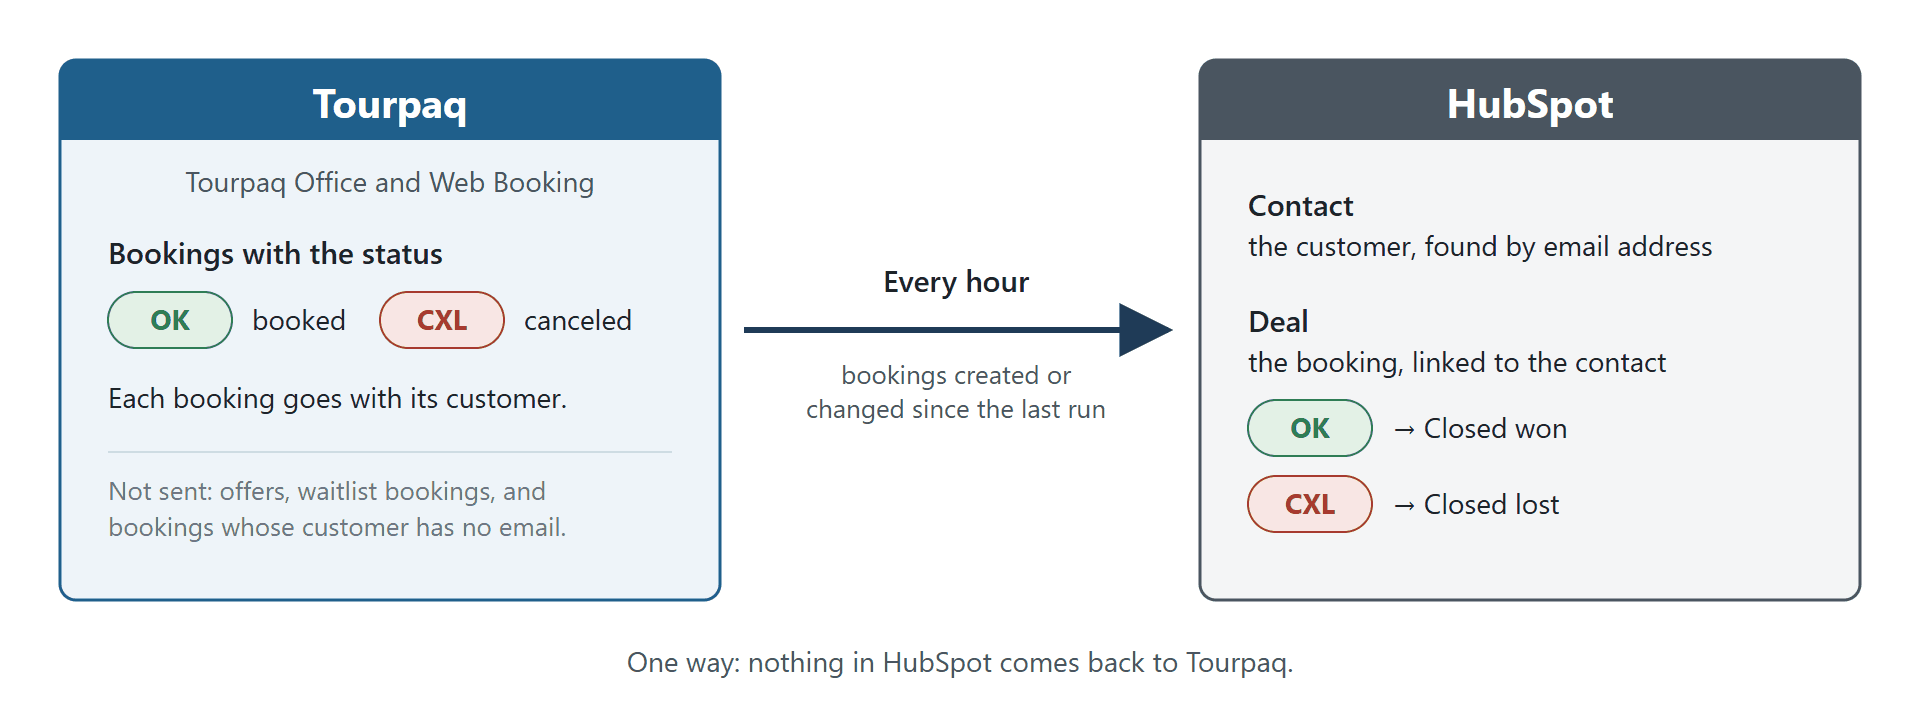 Tourpaq
Tourpaq Office and Web Booking
Bookings with the status
OK booked CXL canceled
Each booking goes with its customer.
Not sent: offers, waitlist bookings, and
bookings whose customer has no email.
Every hour
bookings created or
changed since the last run
HubSpot
Contact
the customer, found by email address
Deal
the booking, linked to the contact
OK → Closed won
CXL → Closed lost
One way: nothing in HubSpot comes back to Tourpaq.